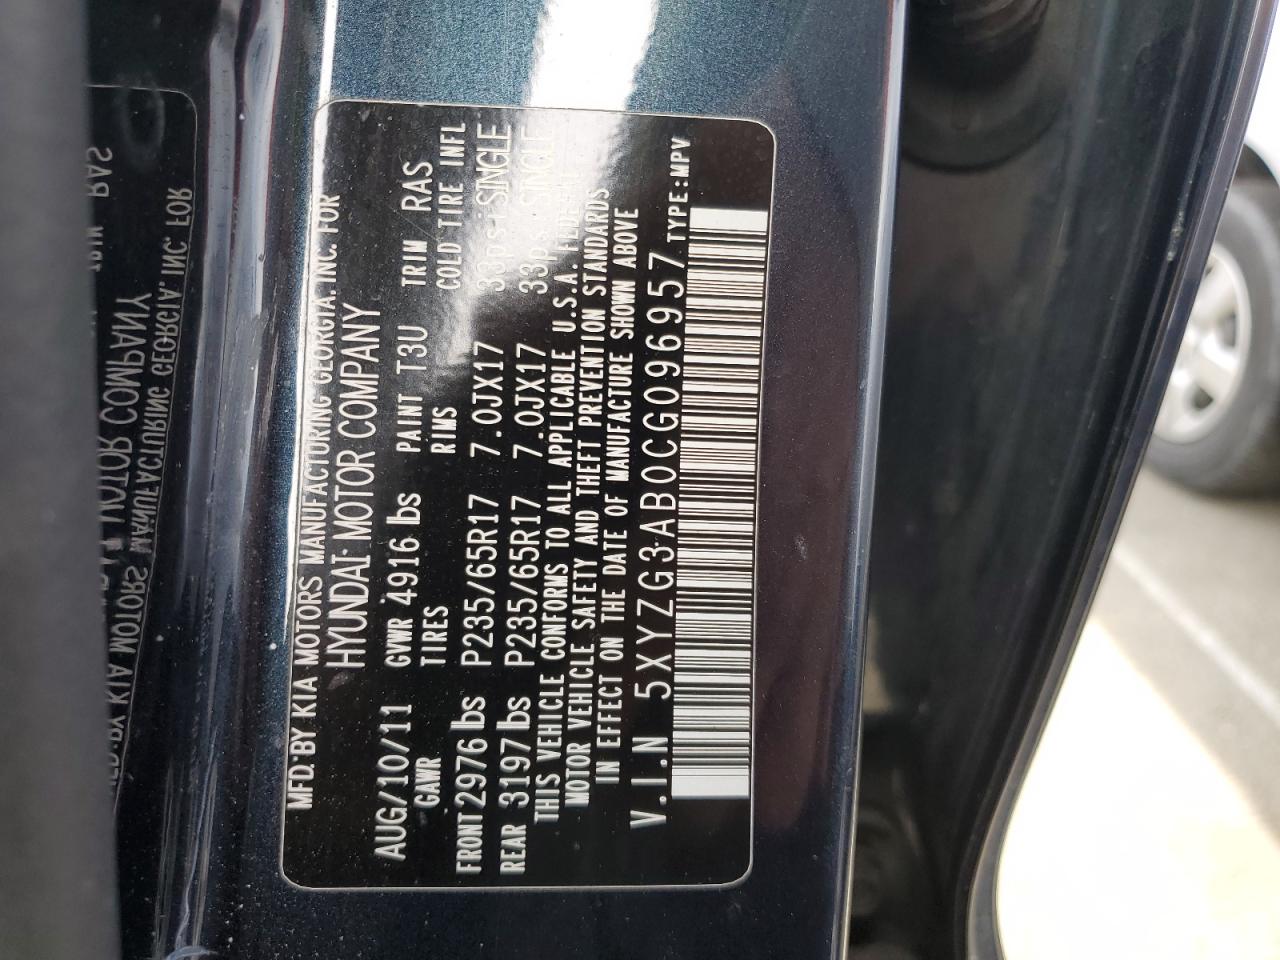 MFD. BY KIA MOTORS MANUFACTURING GEORGIA, INC. FOR
HYUNDAI MOTOR COMPANY
AUG/10/11 GVWR 4916 lbs PAINT T3U TRIM RAS
GAWR TIRES RIMS COLD TIRE INFL
FRONT 2976 lbs P235/65R17 7.0JX17 33psi SINGLE
REAR 3197 lbs P235/65R17 7.0JX17 33psi SINGLE
THIS VEHICLE CONFORMS TO ALL APPLICABLE U.S.A. FEDERAL
MOTOR VEHICLE SAFETY AND THEFT PREVENTION STANDARDS
IN EFFECT ON THE DATE OF MANUFACTURE SHOWN ABOVE
V.I.N 5XYZG3AB0CG096957 TYPE:MPV